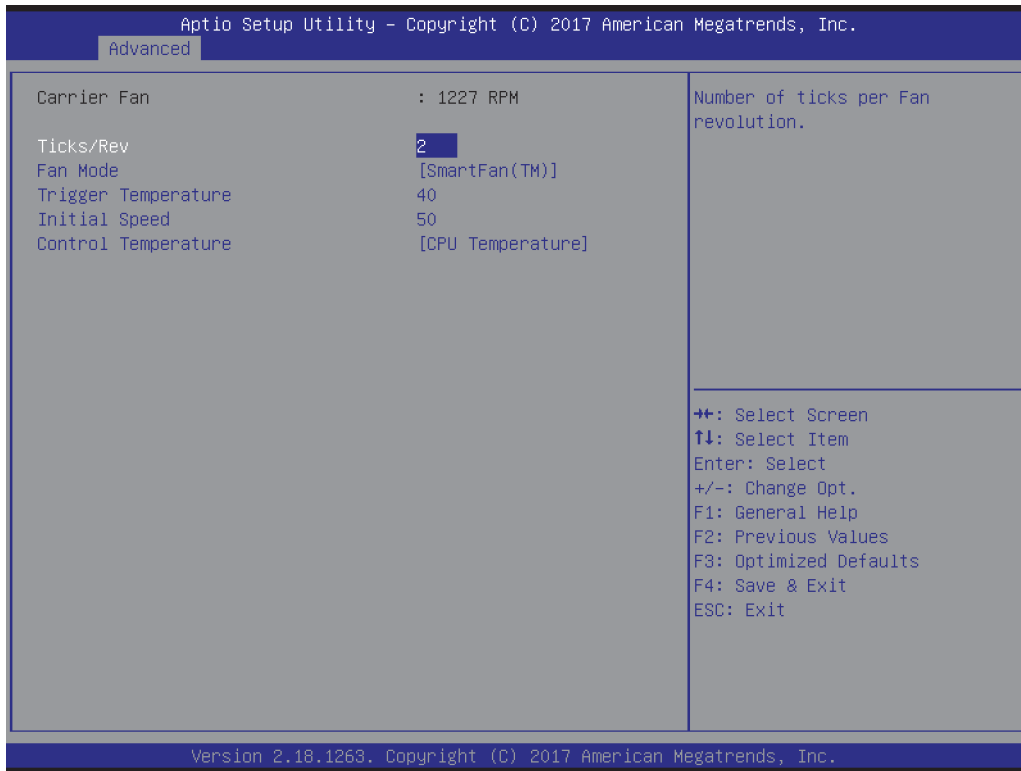 Aptio Setup Utility – Copyright (C) 2017 American Megatrends, Inc.
Advanced
Carrier Fan : 1227 RPM
Ticks/Rev 2
Fan Mode [SmartFan(TM)]
Trigger Temperature 40
Initial Speed 50
Control Temperature [CPU Temperature]
Number of ticks per Fan
revolution.
→←: Select Screen
↑↓: Select Item
Enter: Select
+/-: Change Opt.
F1: General Help
F2: Previous Values
F3: Optimized Defaults
F4: Save & Exit
ESC: Exit
Version 2.18.1263. Copyright (C) 2017 American Megatrends, Inc.